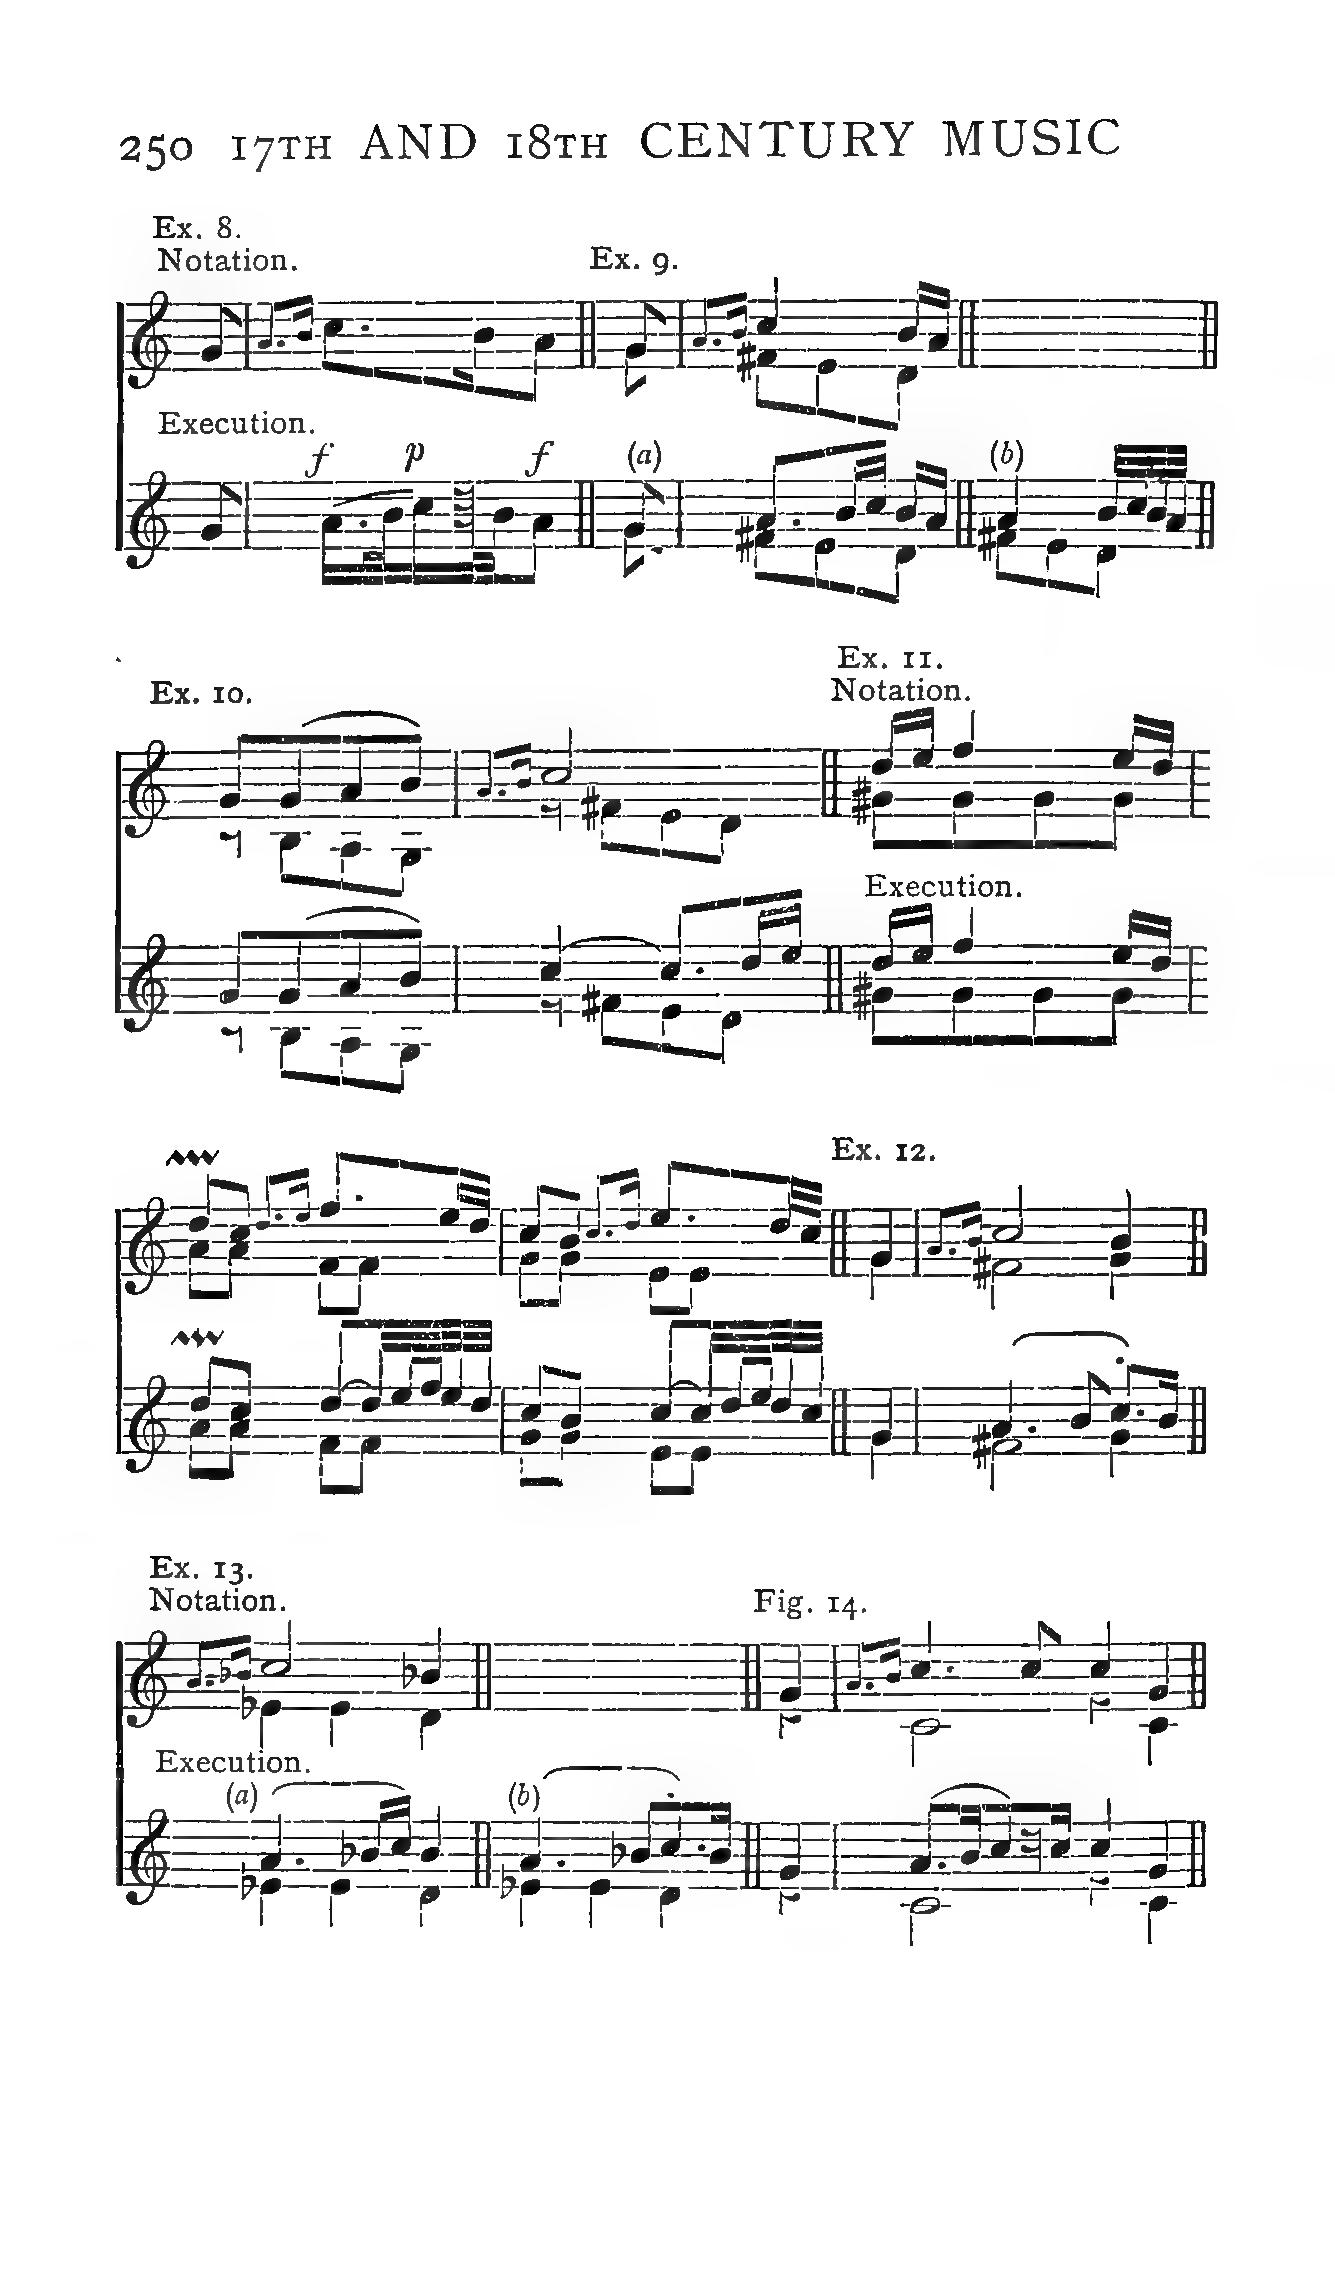 250 17TH AND 18TH CENTURY MUSIC
Ex. 8.
Notation.
Ex. 9.
Execution.
f p f (a) (b)
Ex. 10.
Ex. 11.
Notation.
Execution.
Ex. 12.
Ex. 13.
Notation.
Fig. 14.
Execution.
(a) (b)